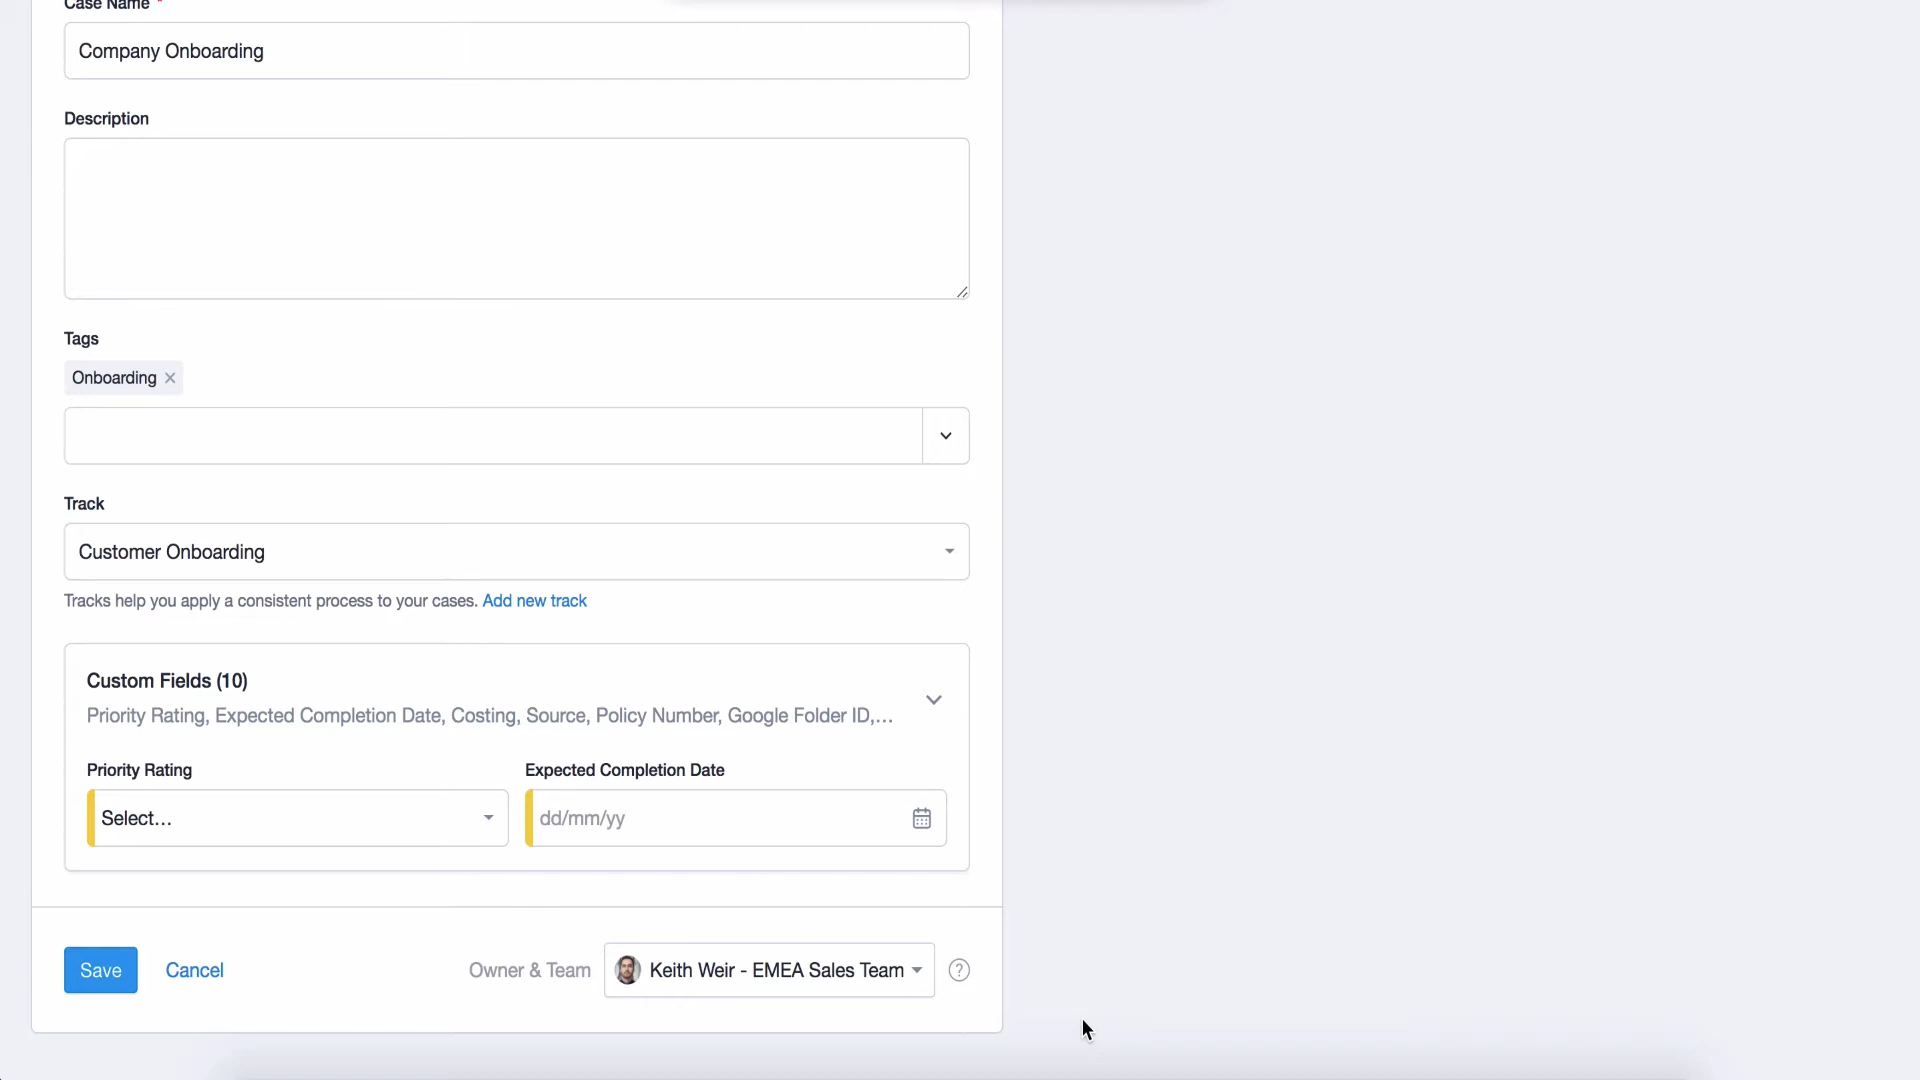 Case Name *
Company Onboarding
Description
Tags
Onboarding ×
Track
Customer Onboarding
Tracks help you apply a consistent process to your cases. Add new track
Custom Fields (10)
Priority Rating, Expected Completion Date, Costing, Source, Policy Number, Google Folder ID,...
Priority Rating Expected Completion Date
Select... dd/mm/yy
Save Cancel Owner & Team Keith Weir - EMEA Sales Team ?